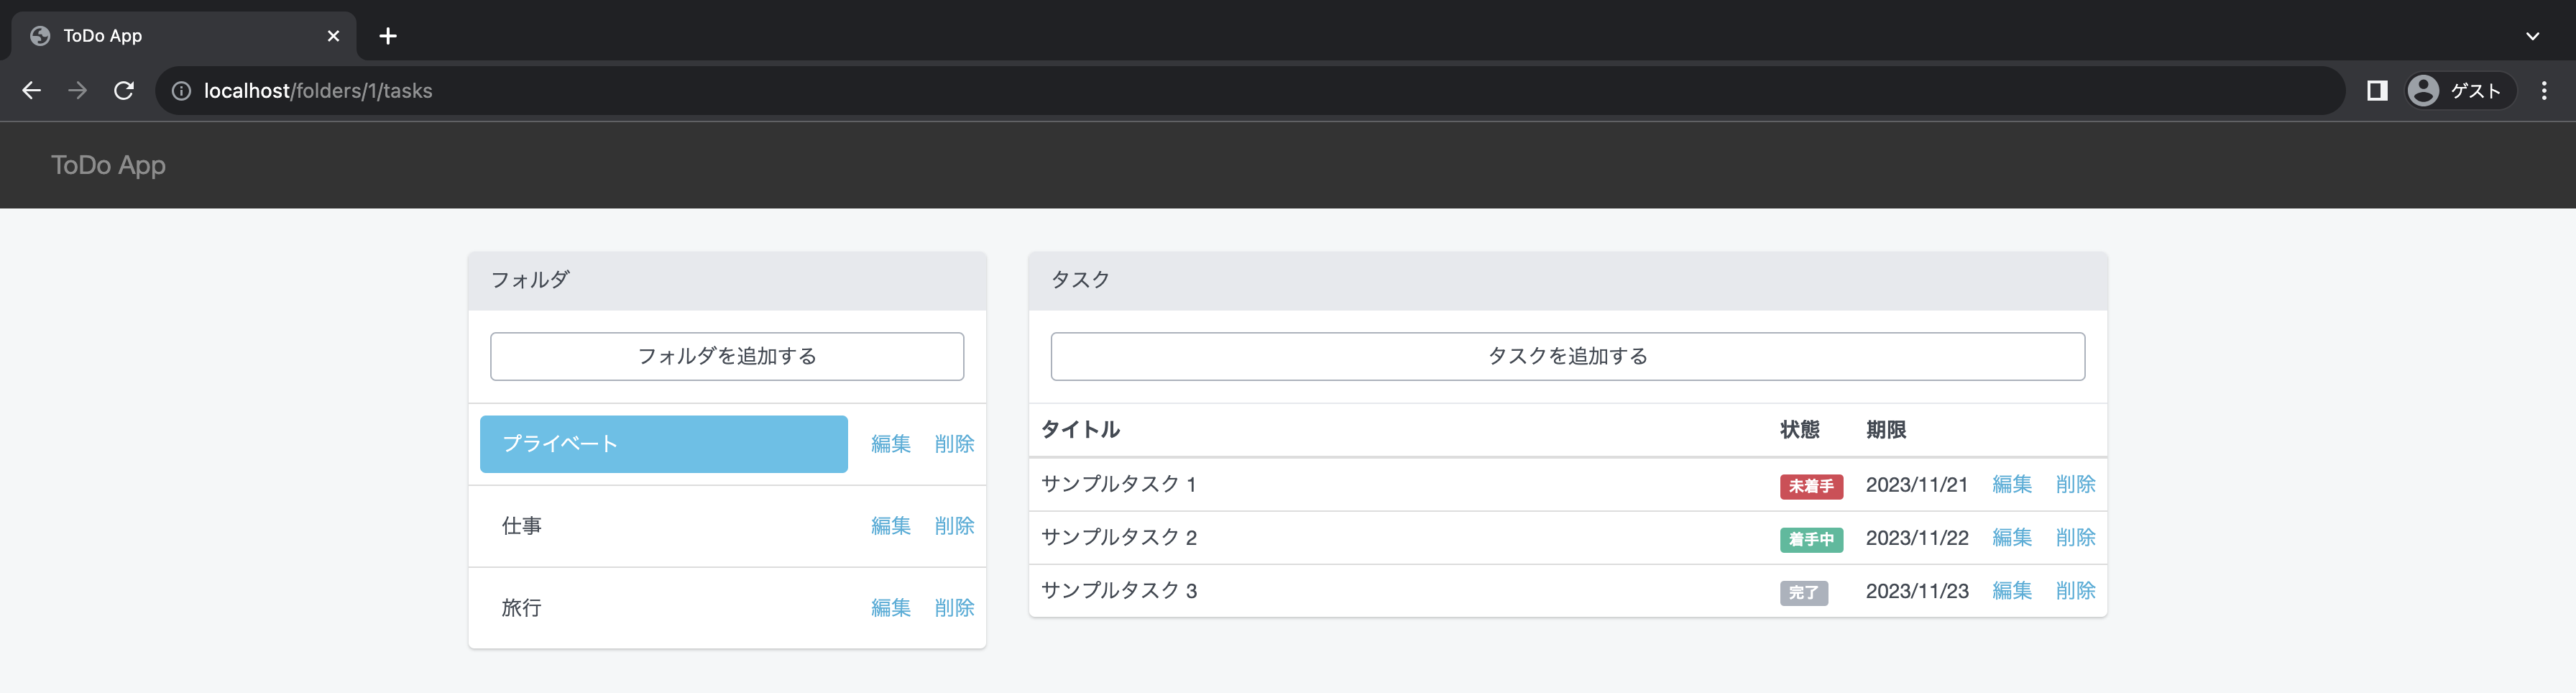 ToDo App
localhost/folders/1/tasks
ゲスト
ToDo App
フォルダ
フォルダを追加する
プライベート 編集 削除
仕事 編集 削除
旅行 編集 削除
タスク
タスクを追加する
タイトル 状態 期限
サンプルタスク 1 未着手 2023/11/21 編集 削除
サンプルタスク 2 着手中 2023/11/22 編集 削除
サンプルタスク 3 完了 2023/11/23 編集 削除